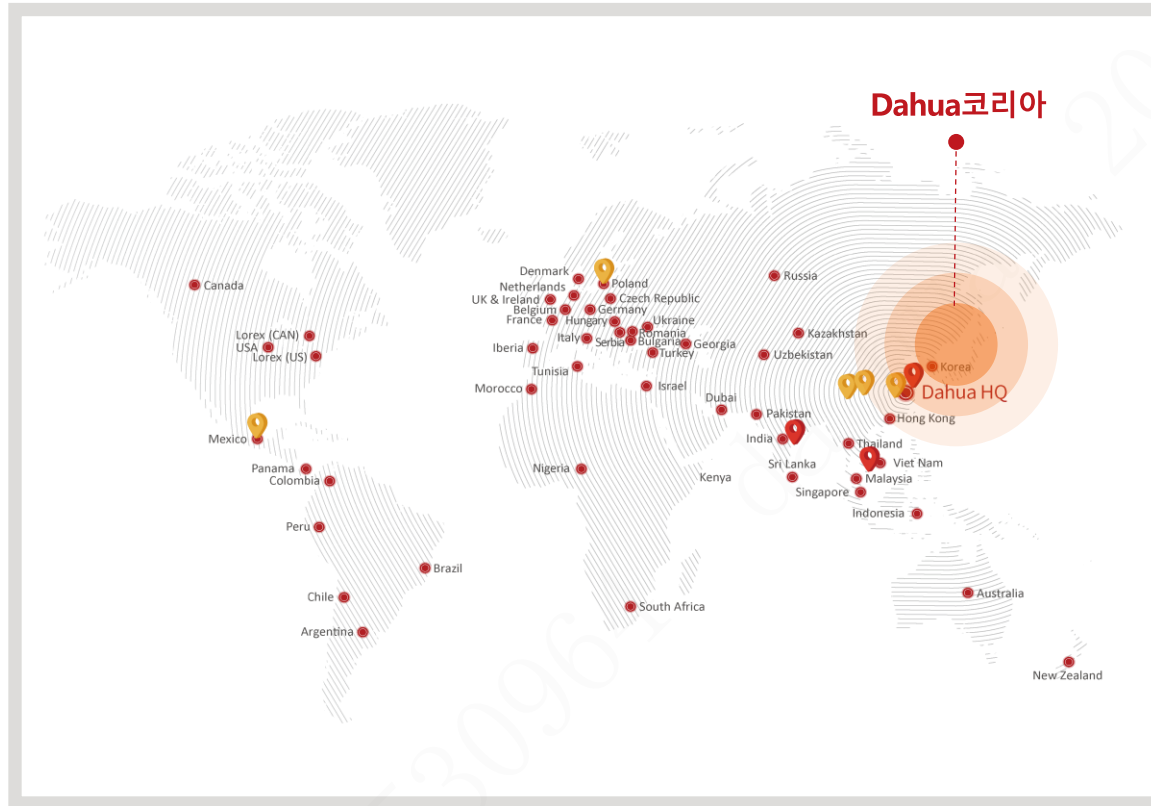 Dahua코리아
Denmark
Netherlands
Poland
Russia
Canada
UK & Ireland
Czech Republic
Belgium
Germany
France
Hungary
Ukraine
Lorex (CAN)
Romania
Kazakhstan
USA
Italy
Serbia
Bulgaria
Georgia
Iberia
Lorex (US)
Turkey
Uzbekistan
Tunisia
Korea
Morocco
Israel
Dahua HQ
Dubai
Pakistan
Hong Kong
Mexico
India
Thailand
Panama
Nigeria
Sri Lanka
Viet Nam
Colombia
Kenya
Malaysia
Singapore
Indonesia
Peru
Brazil
Chile
South Africa
Australia
Argentina
New Zealand